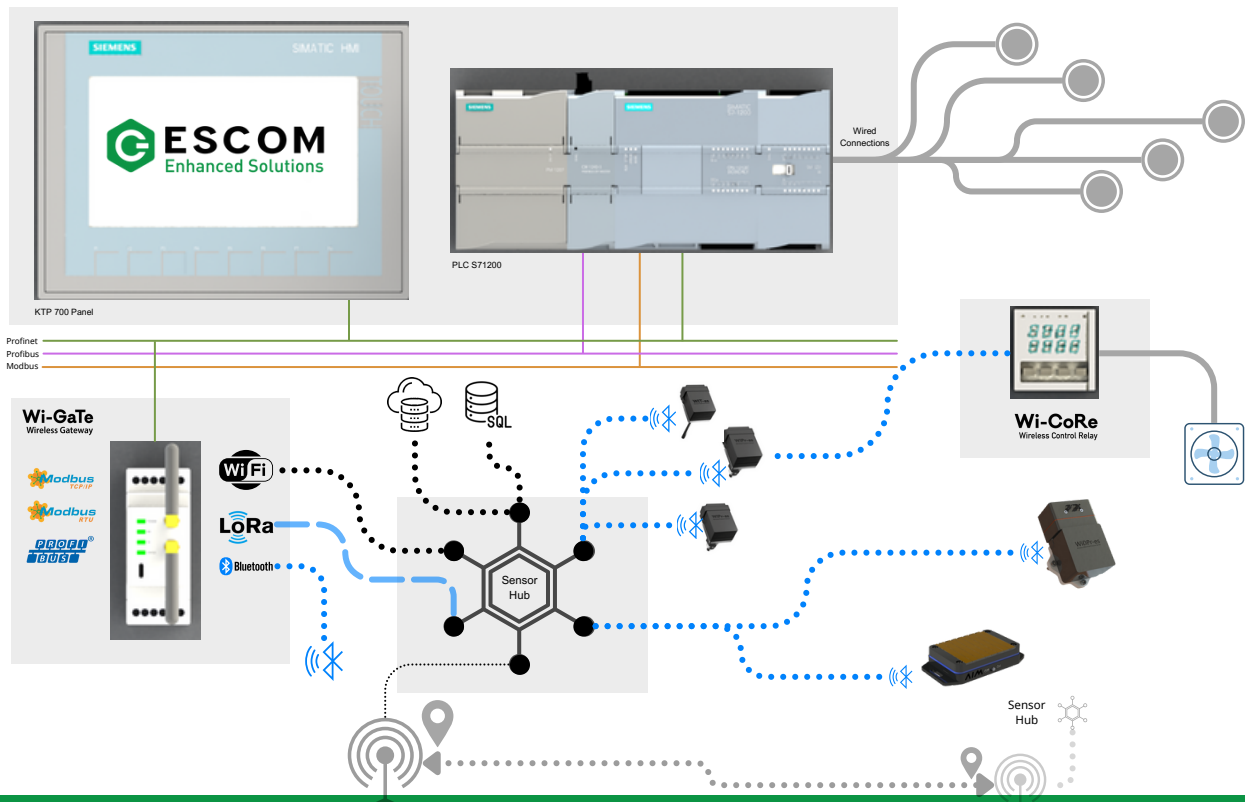 SIEMENS
SIMATIC HMI
ESCOM
Enhanced Solutions
KTP 700 Panel
SIEMENS
SIEMENS
PLC S71200
Wired
Connections
Profinet
Profibus
Modbus
Wi-GaTe
Wireless Gateway
Modbus
TCP-IP
Modbus
RTU
PROFI
BUS®
WiFi
LoRa
Bluetooth
SQL
Sensor
Hub
Wi-CoRe
Wireless Control Relay
Sensor
Hub